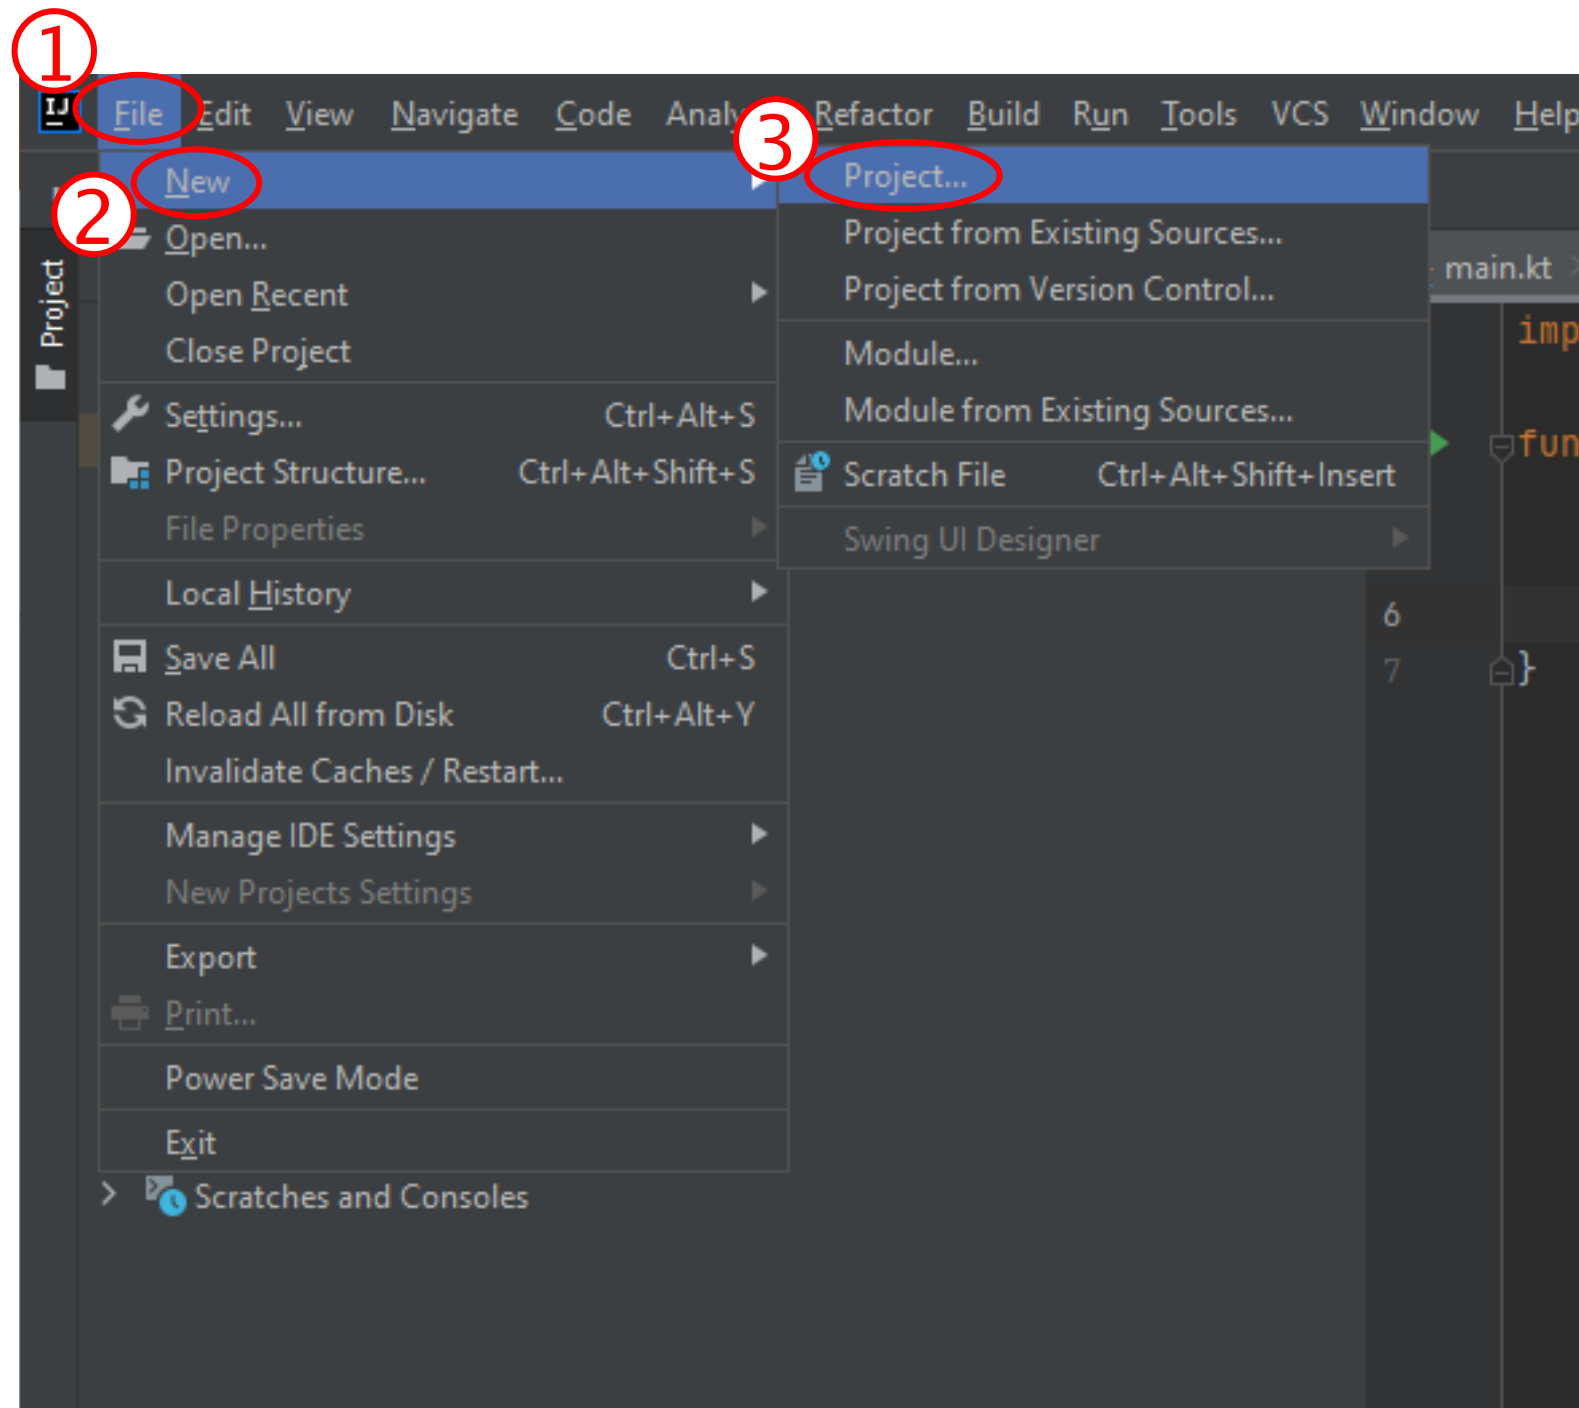 1
IJ File Edit View Navigate Code Refactor Build Run Tools VCS Window Help
3
New
Project...
2
Open...
Project from Existing Sources...
Project
main.kt
Open Recent
Project from Version Control...
Close Project
Module...
Settings... Ctrl+Alt+S
Module from Existing Sources...
fun
Project Structure... Ctrl+Alt+Shift+S
Scratch File Ctrl+Alt+Shift+Insert
File Properties
Swing UI Designer
Local History
6
Save All Ctrl+S
7 }
Reload All from Disk Ctrl+Alt+Y
Invalidate Caches / Restart...
Manage IDE Settings
New Projects Settings
Export
Print...
Power Save Mode
Exit
Scratches and Consoles